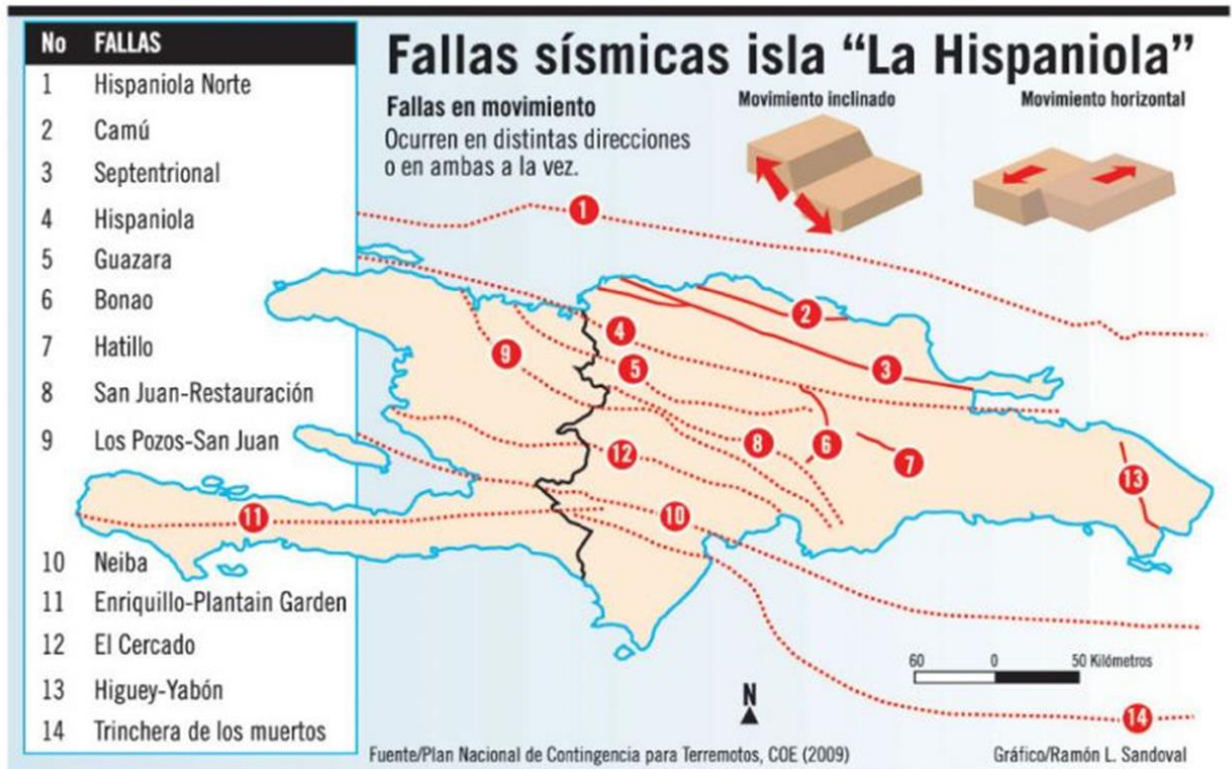 No FALLAS
1 Hispaniola Norte
2 Camú
3 Septentrional
4 Hispaniola
5 Guazara
6 Bonao
7 Hatillo
8 San Juan-Restauración
9 Los Pozos-San Juan
10 Neiba
11 Enriquillo-Plantain Garden
12 El Cercado
13 Higuey-Yabón
14 Trinchera de los muertos
Fallas sísmicas isla “La Hispaniola”
Fallas en movimiento
Ocurren en distintas direcciones
o en ambas a la vez.
Movimiento inclinado
Movimiento horizontal
1
2
4
3
9
5
8
6
12
7
13
10
11
60 0 50 Kilómetros
N
14
Fuente/Plan Nacional de Contingencia para Terremotos, COE (2009)
Gráfico/Ramón L. Sandoval